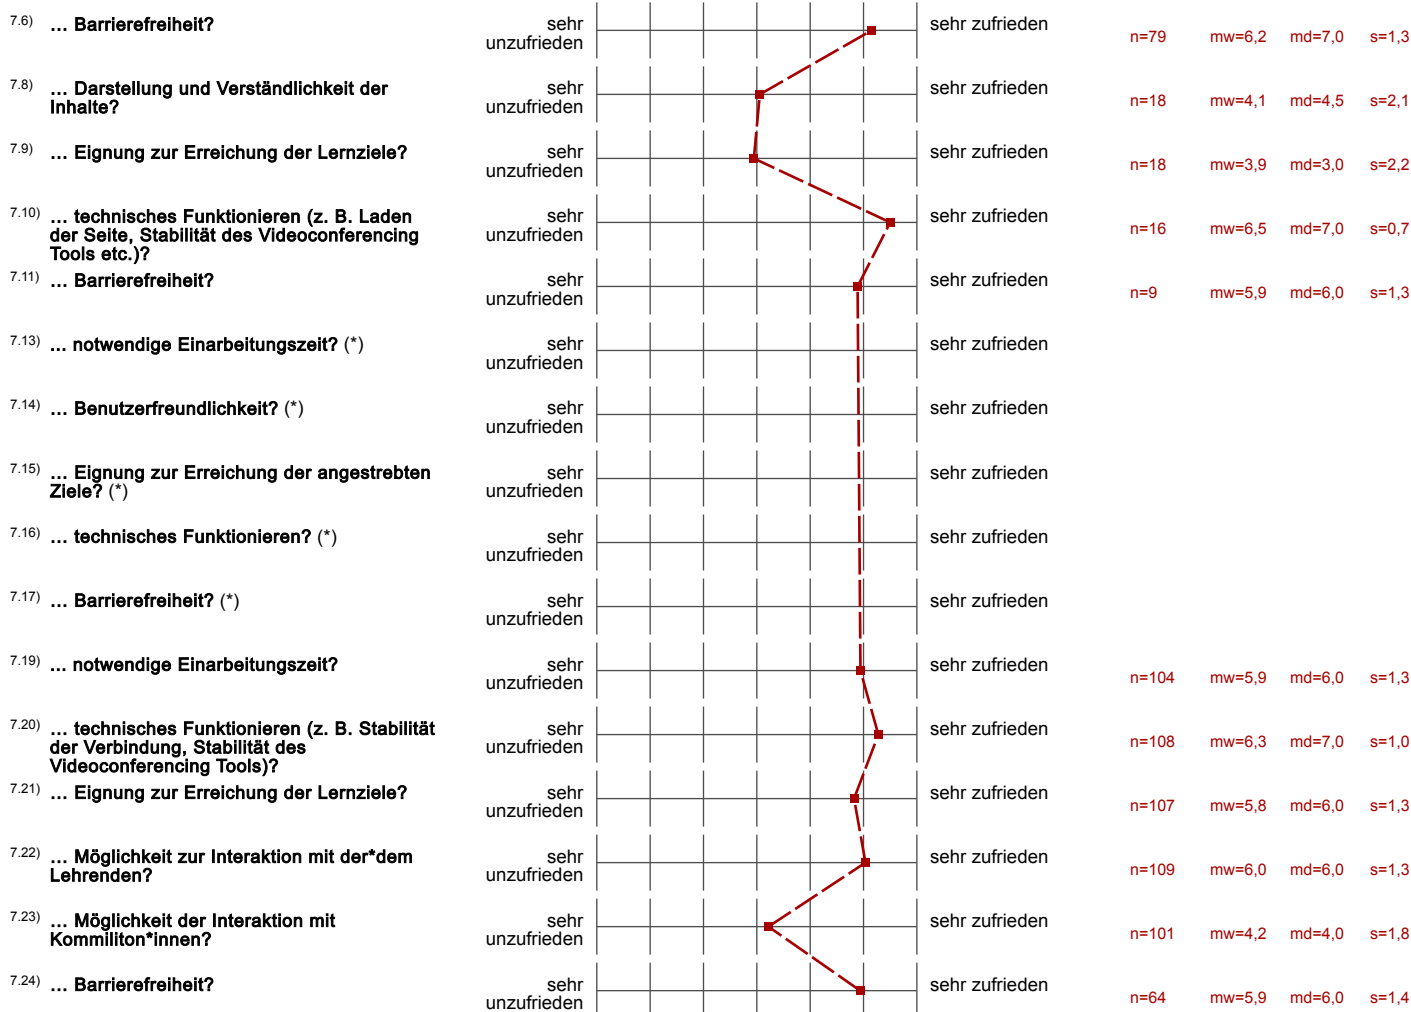 7.6) ... Barrierefreiheit? sehr unzufrieden sehr zufrieden n=79 mw=6,2 md=7,0 s=1,3
7.8) ... Darstellung und Verständlichkeit der
Inhalte? sehr unzufrieden sehr zufrieden n=18 mw=4,1 md=4,5 s=2,1
7.9) ... Eignung zur Erreichung der Lernziele? sehr unzufrieden sehr zufrieden n=18 mw=3,9 md=3,0 s=2,2
7.10) ... technisches Funktionieren (z. B. Laden
der Seite, Stabilität des Videoconferencing
Tools etc.)? sehr unzufrieden sehr zufrieden n=16 mw=6,5 md=7,0 s=0,7
7.11) ... Barrierefreiheit? sehr unzufrieden sehr zufrieden n=9 mw=5,9 md=6,0 s=1,3
7.13) ... notwendige Einarbeitungszeit? (*) sehr unzufrieden sehr zufrieden
7.14) ... Benutzerfreundlichkeit? (*) sehr unzufrieden sehr zufrieden
7.15) ... Eignung zur Erreichung der angestrebten
Ziele? (*) sehr unzufrieden sehr zufrieden
7.16) ... technisches Funktionieren? (*) sehr unzufrieden sehr zufrieden
7.17) ... Barrierefreiheit? (*) sehr unzufrieden sehr zufrieden
7.19) ... notwendige Einarbeitungszeit? sehr unzufrieden sehr zufrieden n=104 mw=5,9 md=6,0 s=1,3
7.20) ... technisches Funktionieren (z. B. Stabilität
der Verbindung, Stabilität des
Videoconferencing Tools)? sehr unzufrieden sehr zufrieden n=108 mw=6,3 md=7,0 s=1,0
7.21) ... Eignung zur Erreichung der Lernziele? sehr unzufrieden sehr zufrieden n=107 mw=5,8 md=6,0 s=1,3
7.22) ... Möglichkeit zur Interaktion mit der*dem
Lehrenden? sehr unzufrieden sehr zufrieden n=109 mw=6,0 md=6,0 s=1,3
7.23) ... Möglichkeit der Interaktion mit
Kommiliton*innen? sehr unzufrieden sehr zufrieden n=101 mw=4,2 md=4,0 s=1,8
7.24) ... Barrierefreiheit? sehr unzufrieden sehr zufrieden n=64 mw=5,9 md=6,0 s=1,4